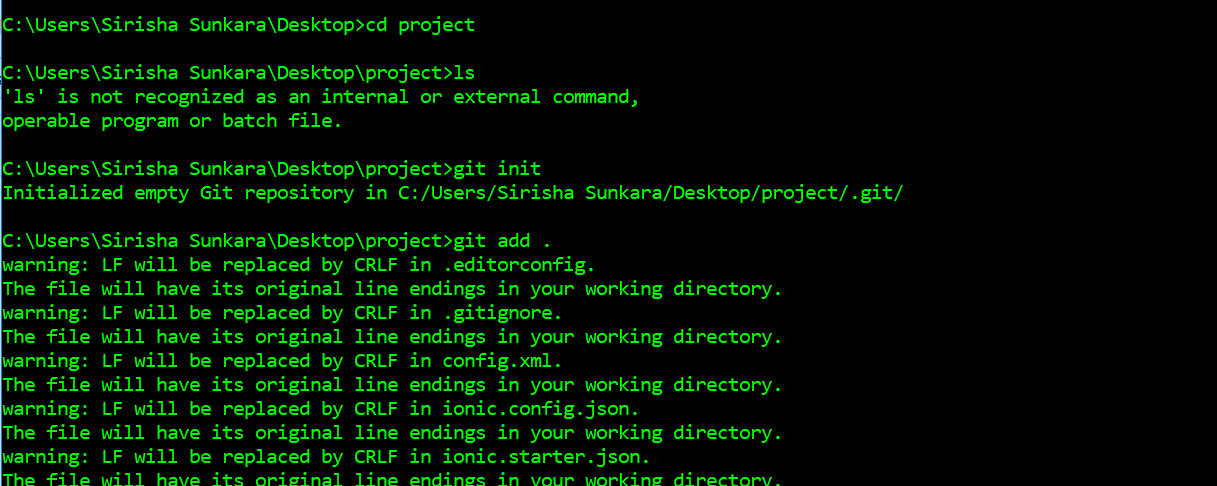 C:\Users\Sirisha Sunkara\Desktop>cd project
C:\Users\Sirisha Sunkara\Desktop\project>ls
'ls' is not recognized as an internal or external command,
operable program or batch file.
C:\Users\Sirisha Sunkara\Desktop\project>git init
Initialized empty Git repository in C:/Users/Sirisha Sunkara/Desktop/project/.git/
C:\Users\Sirisha Sunkara\Desktop\project>git add .
warning: LF will be replaced by CRLF in .editorconfig.
The file will have its original line endings in your working directory.
warning: LF will be replaced by CRLF in .gitignore.
The file will have its original line endings in your working directory.
warning: LF will be replaced by CRLF in config.xml.
The file will have its original line endings in your working directory.
warning: LF will be replaced by CRLF in ionic.config.json.
The file will have its original line endings in your working directory.
warning: LF will be replaced by CRLF in ionic.starter.json.
The file will have its original line endings in your working directory.